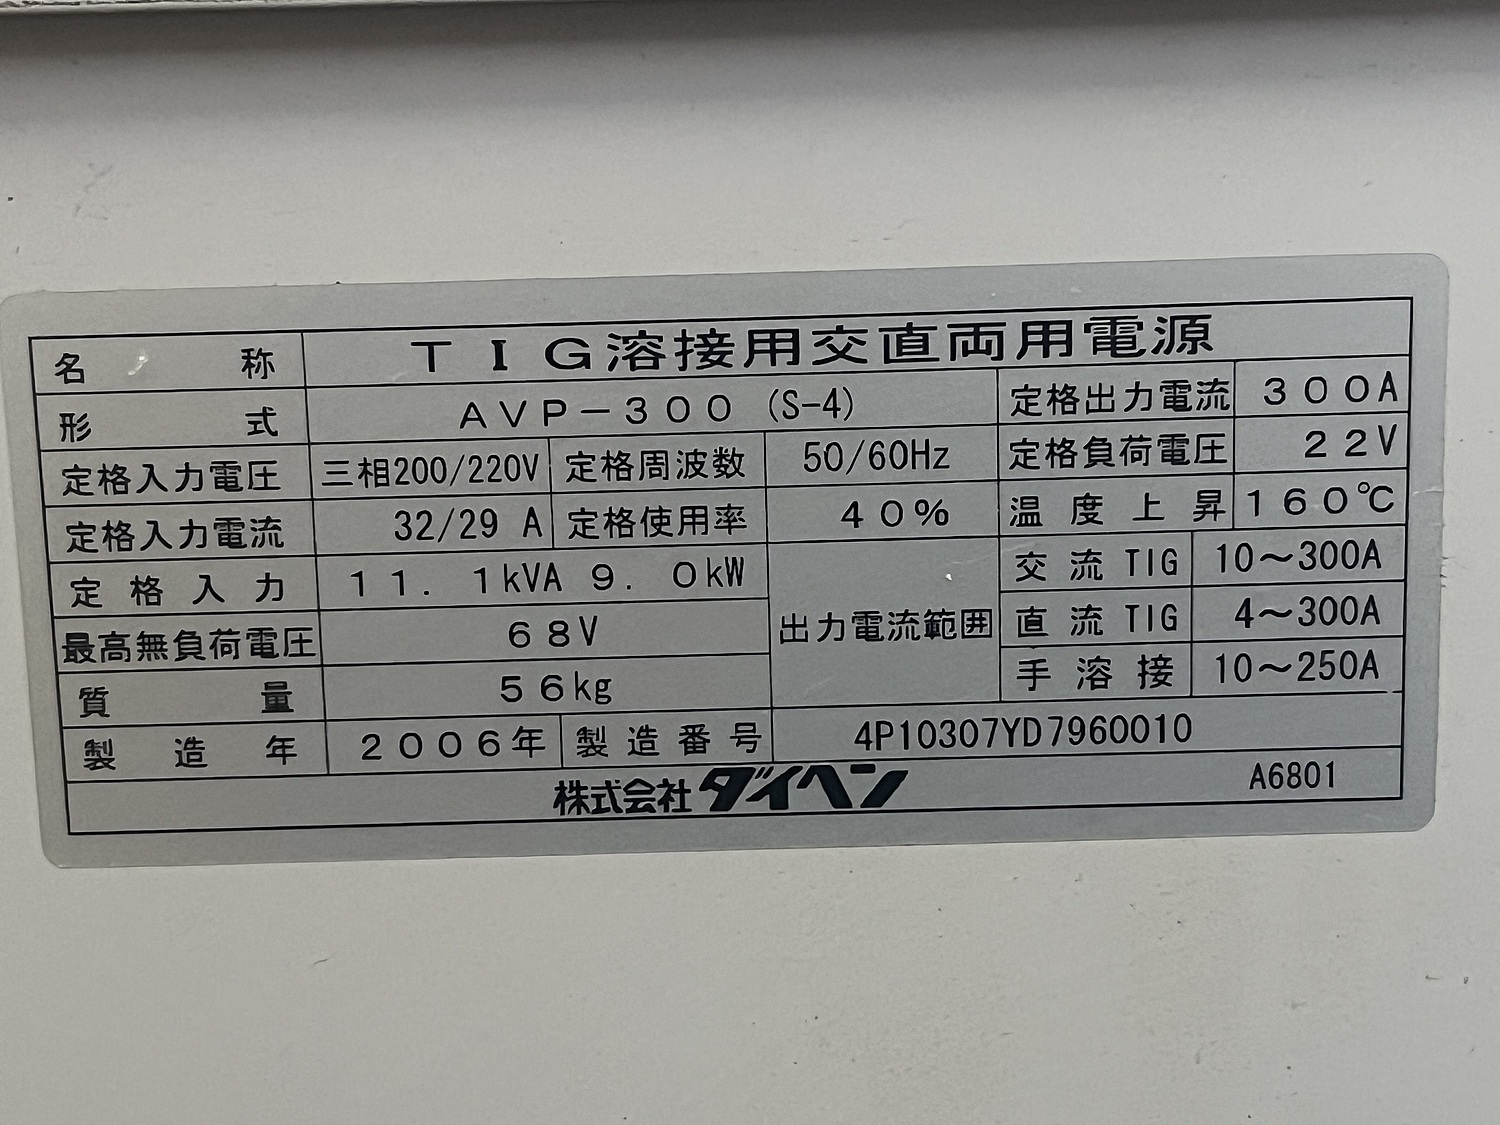 名称 TIG溶接用交直両用電源
形式 AVP-300 (S-4) 定格出力電流 300A
定格入力電圧 三相200/220V 定格周波数 50/60Hz 定格負荷電圧 22V
定格入力電流 32/29 A 定格使用率 40% 温度上昇 160℃
定格入力 11.1kVA 9.0kW 出力電流範囲 交流TIG 10~300A
最高無負荷電圧 68V 直流TIG 4~300A
質量 56kg 手溶接 10~250A
製造年 2006年 製造番号 4P10307YD7960010
株式会社ダイヘン A6801